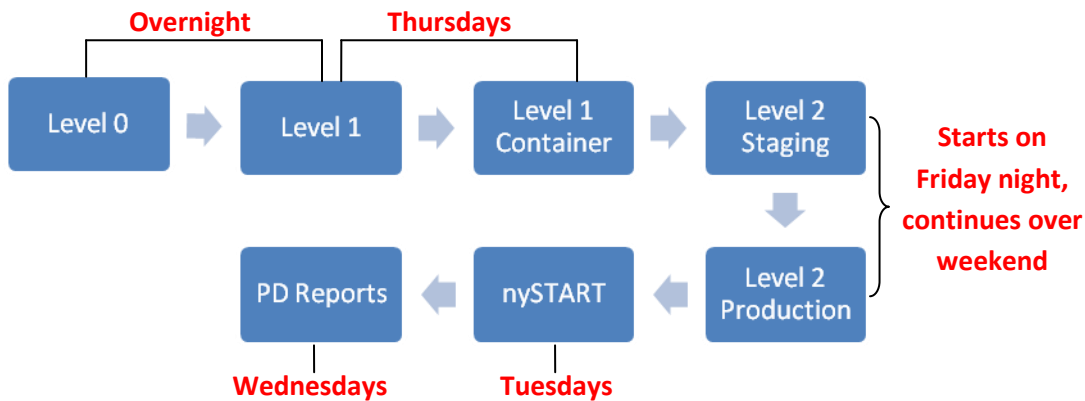 Overnight
Thursdays
Level 0
Level 1
Level 1
Container
Level 2
Staging
Starts on
Friday night,
continues over
weekend
PD Reports
nySTART
Level 2
Production
Wednesdays
Tuesdays